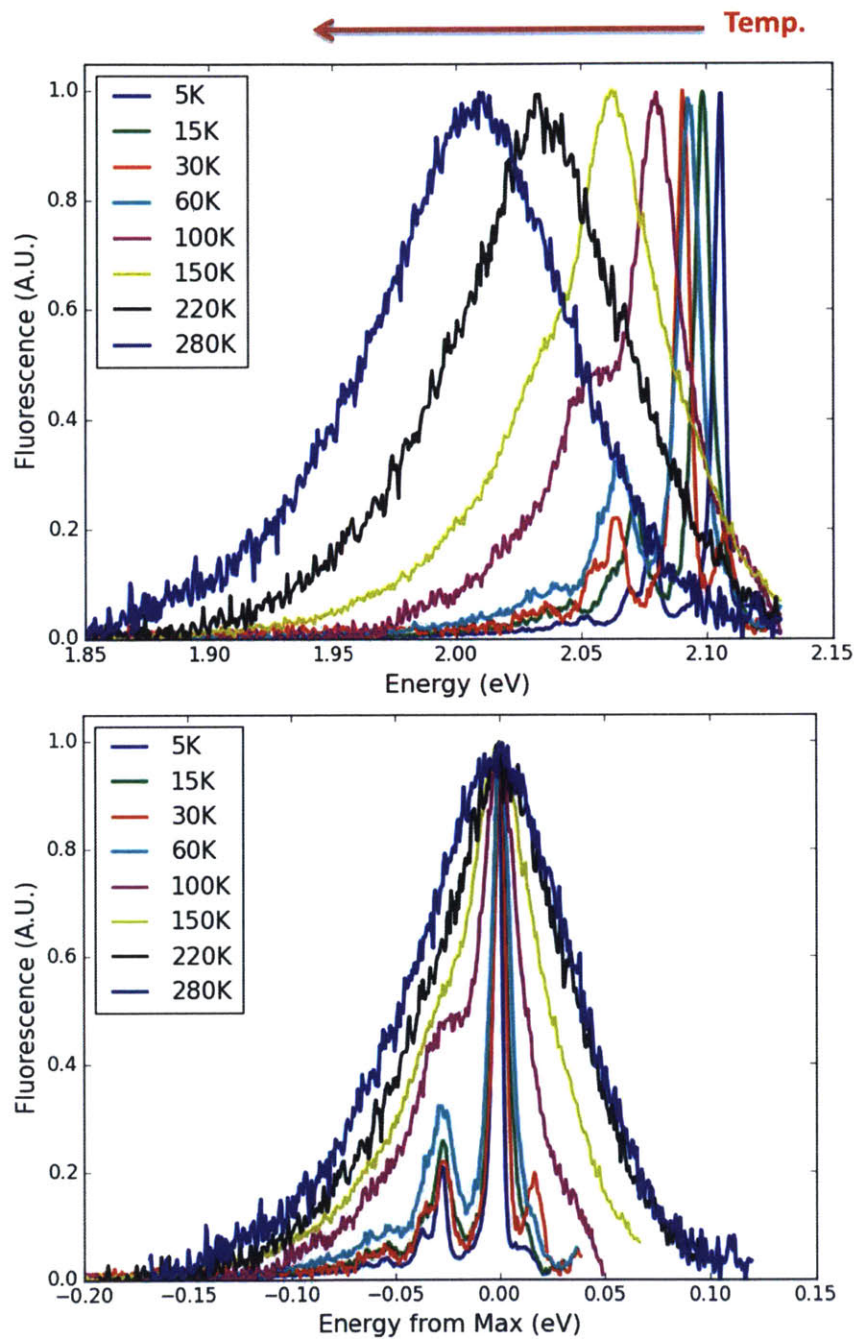 Temp.
1.0
0.8
0.6
0.4
0.2
0.0
Fluorescence (A.U.)
5K
15K
30K
60K
100K
150K
220K
280K
1.85 1.90 1.95 2.00 2.05 2.10 2.15
Energy (eV)
1.0
0.8
0.6
0.4
0.2
0.0
Fluorescence (A.U.)
5K
15K
30K
60K
100K
150K
220K
280K
−0.20 −0.15 −0.10 −0.05 0.00 0.05 0.10 0.15
Energy from Max (eV)